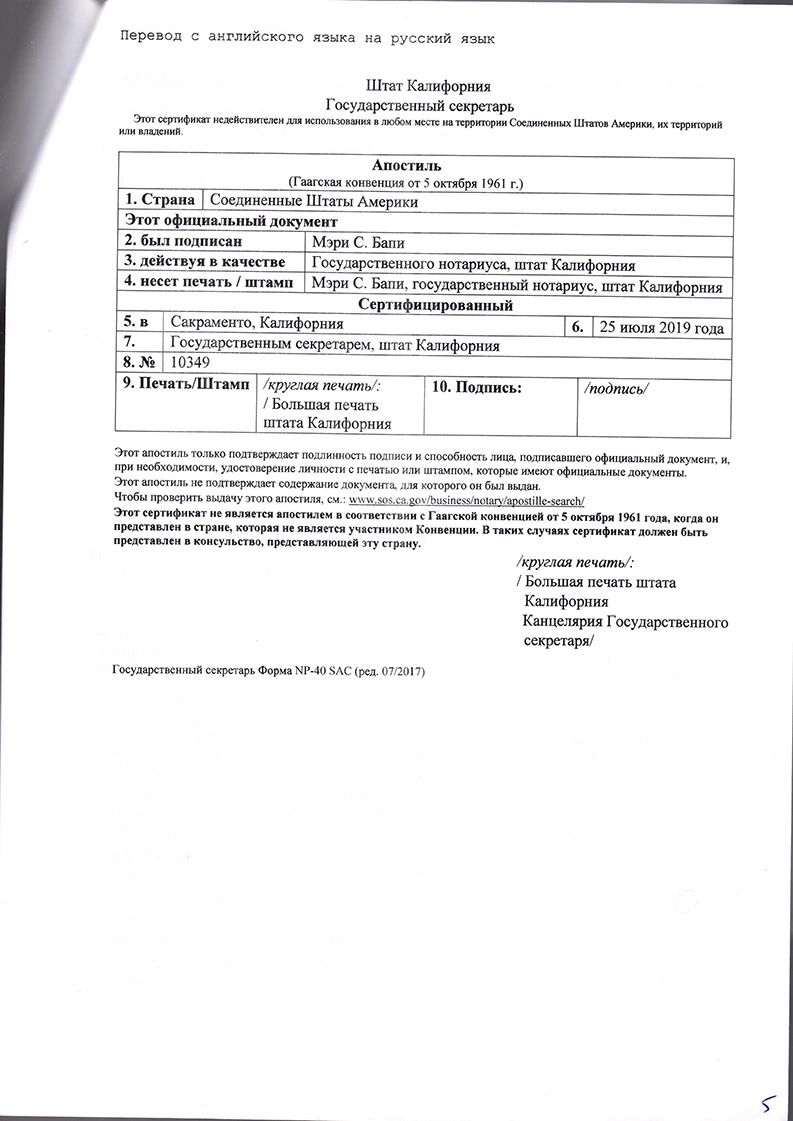 Перевод с английского языка на русский язык
Штат Калифорния
Государственный секретарь
Этот сертификат недействителен для использования в любом месте на территории Соединенных Штатов Америки, их территорий
или владений.
Апостиль
(Гаагская конвенция от 5 октября 1961 г.)
1. Страна Соединенные Штаты Америки
Этот официальный документ
2. был подписан Мэри С. Бапи
3. действуя в качестве Государственного нотариуса, штат Калифорния
4. несет печать / штамп Мэри С. Бапи, государственный нотариус, штат Калифорния
Сертифицированный
5. в Сакраменто, Калифорния 6. 25 июля 2019 года
7. Государственным секретарем, штат Калифорния
8. № 10349
9. Печать/Штамп /круглая печать/: 10. Подпись: /подпись/
/ Большая печать
штата Калифорния
Этот апостиль только подтверждает подлинность подписи и способность лица, подписавшего официальный документ, и,
при необходимости, удостоверение личности с печатью или штампом, которые имеют официальные документы.
Этот апостиль не подтверждает содержание документа, для которого он был выдан.
Чтобы проверить выдачу этого апостиля, см.: www.sos.ca.gov/business/notary/apostille-search/
Этот сертификат не является апостилем в соответствии с Гаагской конвенцией от 5 октября 1961 года, когда он
представлен в стране, которая не является участником Конвенции. В таких случаях сертификат должен быть
представлен в консульство, представляющей эту страну.
/круглая печать/:
/ Большая печать штата
Калифорния
Канцелярия Государственного
секретаря/
Государственный секретарь Форма NP-40 SAC (ред. 07/2017)
5